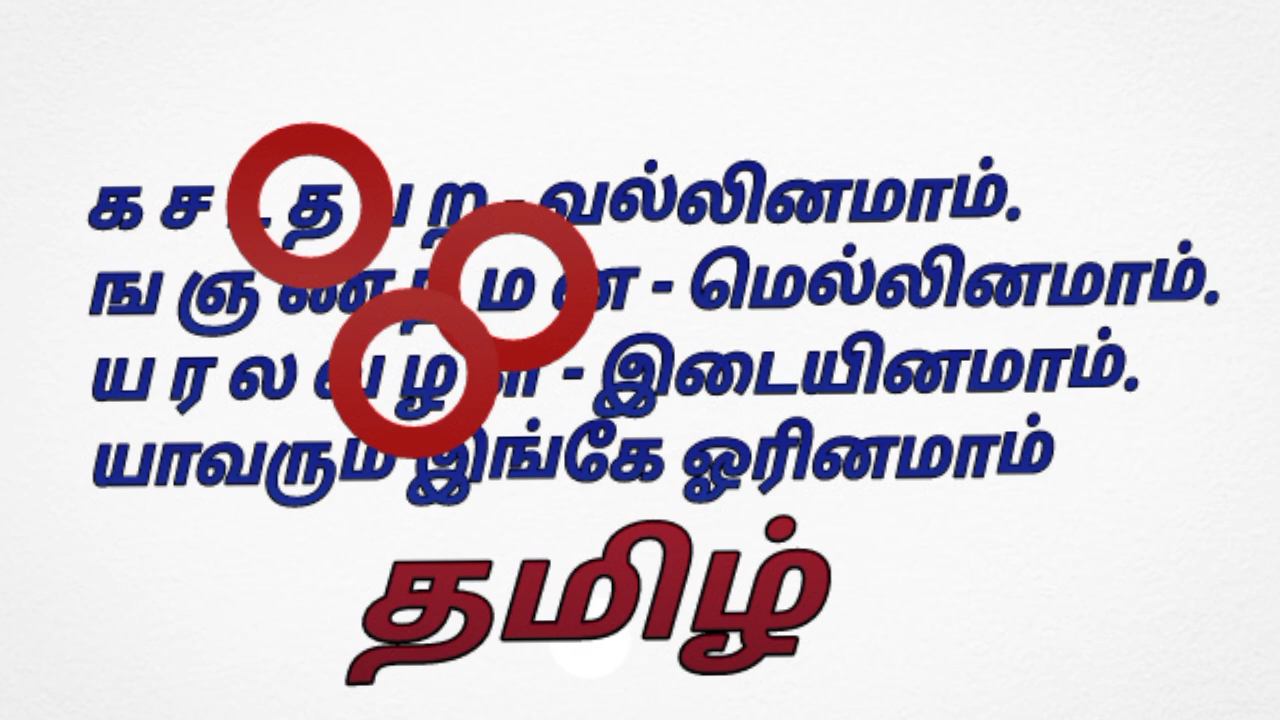 க ச ட த ப ற - வல்லினமாம்.
ங ஞ ண ந ம ன - மெல்லினமாம்.
ய ர ல வ ழ ள - இடையினமாம்.
யாவரும் இங்கே ஓரினமாம்
தமிழ்